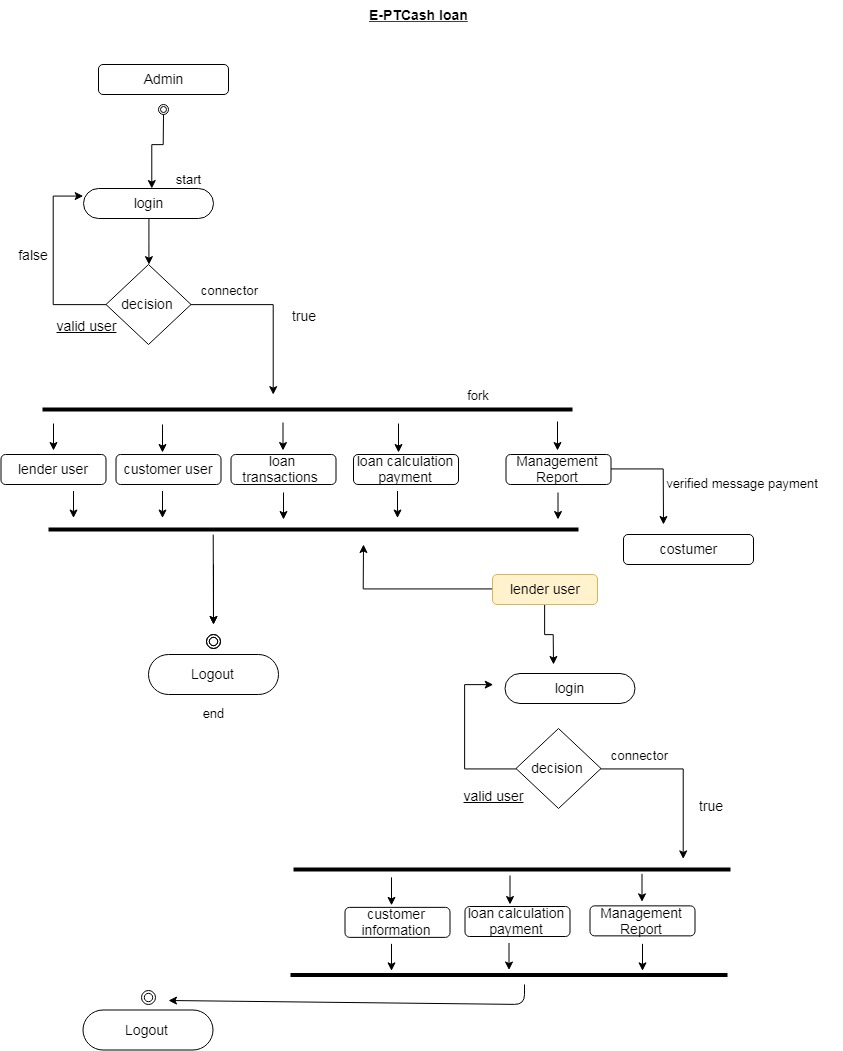 E-PTCash loan
Admin
start
login
false
decision
connector
valid user
true
fork
lender user
customer user
loan
transactions
loan calculation
payment
Management
Report
verified message payment
costumer
lender user
Logout
end
login
decision
connector
valid user
true
customer
information
loan calculation
payment
Management
Report
Logout